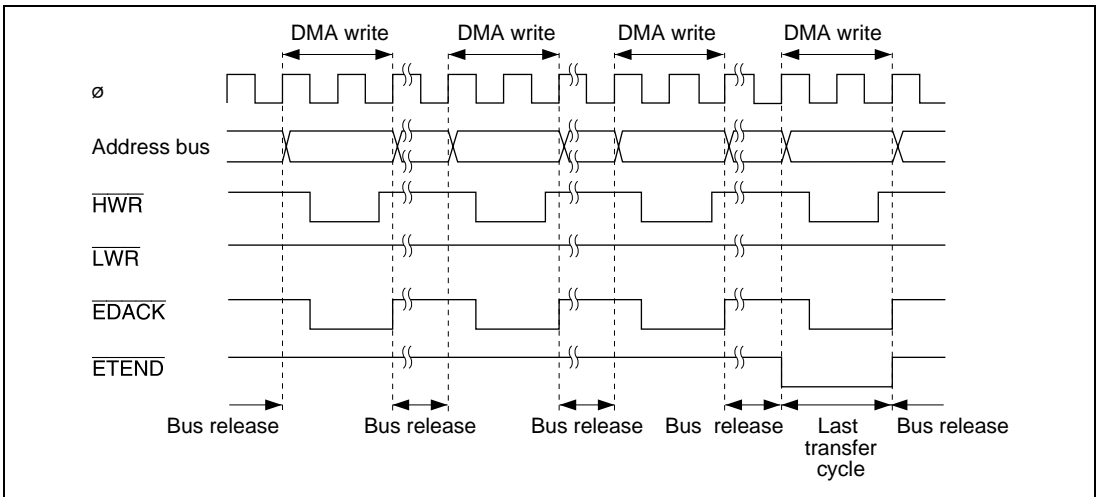 DMA write DMA write DMA write DMA write
ø
Address bus
HWR
LWR
EDACK
ETEND
Bus release Bus release Bus release Bus release Last transfer cycle Bus release